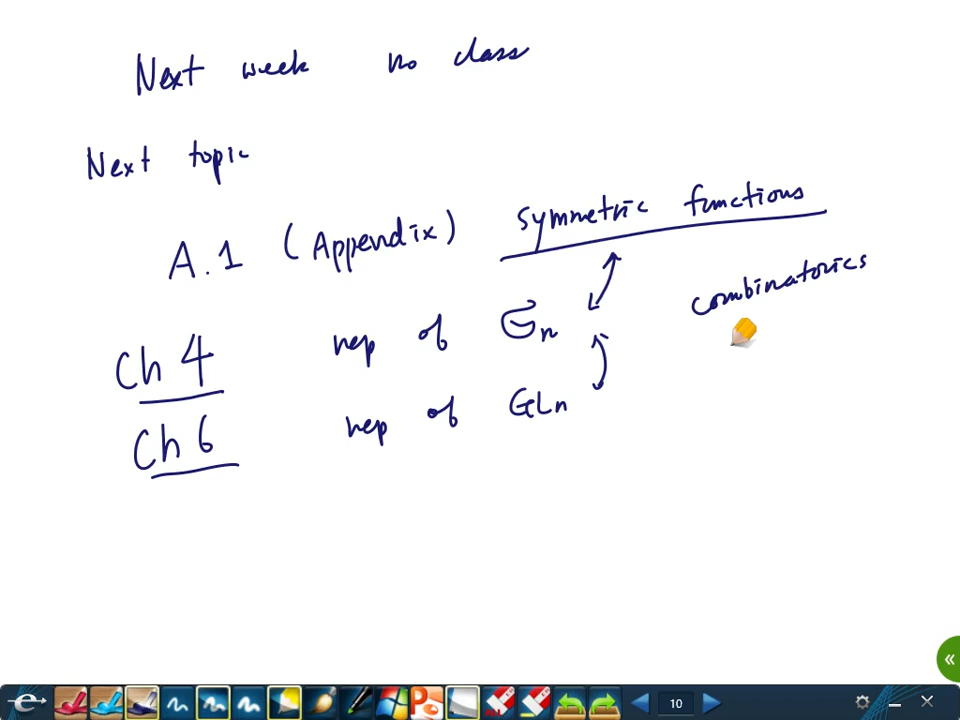 Next week no class
Next topic
A.1 (Appendix) symmetric functions
combinatorics
Ch 4 rep of 𝔖n
Ch 6 rep of GLn
10